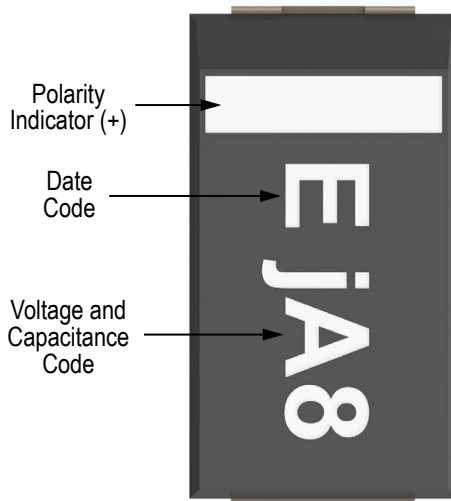 Polarity
Indicator (+)
Date
Code
Voltage and
Capacitance
Code
E jA8